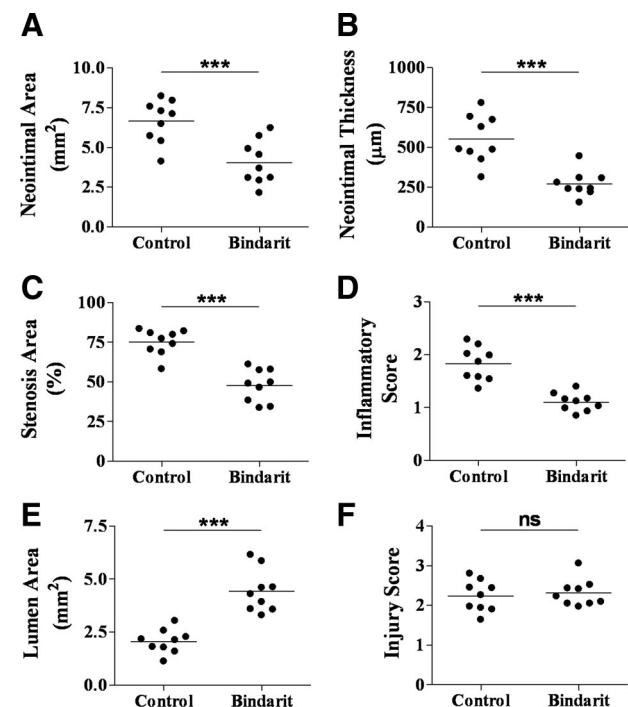 A
Neointimal Area
(mm²)
10.0
7.5
5.0
2.5
0.0
***
Control Bindarit
B
Neointimal Thickness
(μm)
1000
750
500
250
0
***
Control Bindarit
C
Stenosis Area
(%)
100
75
50
25
0
***
Control Bindarit
D
Inflammatory
Score
3
2
1
0
***
Control Bindarit
E
Lumen Area
(mm²)
7.5
5.0
2.5
0.0
***
Control Bindarit
F
Injury Score
4
3
2
1
0
ns
Control Bindarit